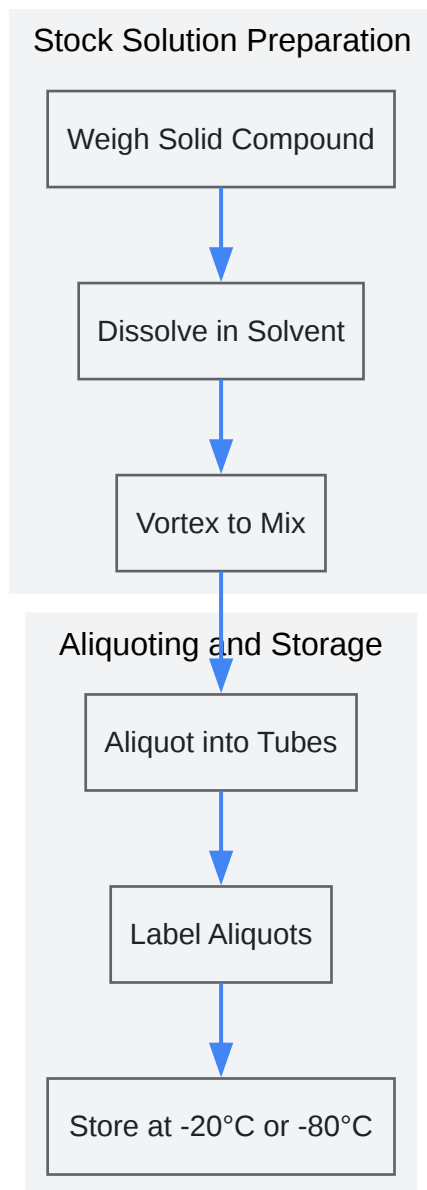 Stock Solution Preparation
Weigh Solid Compound
Dissolve in Solvent
Vortex to Mix
Aliquoting and Storage
Aliquot into Tubes
Label Aliquots
Store at -20°C or -80°C